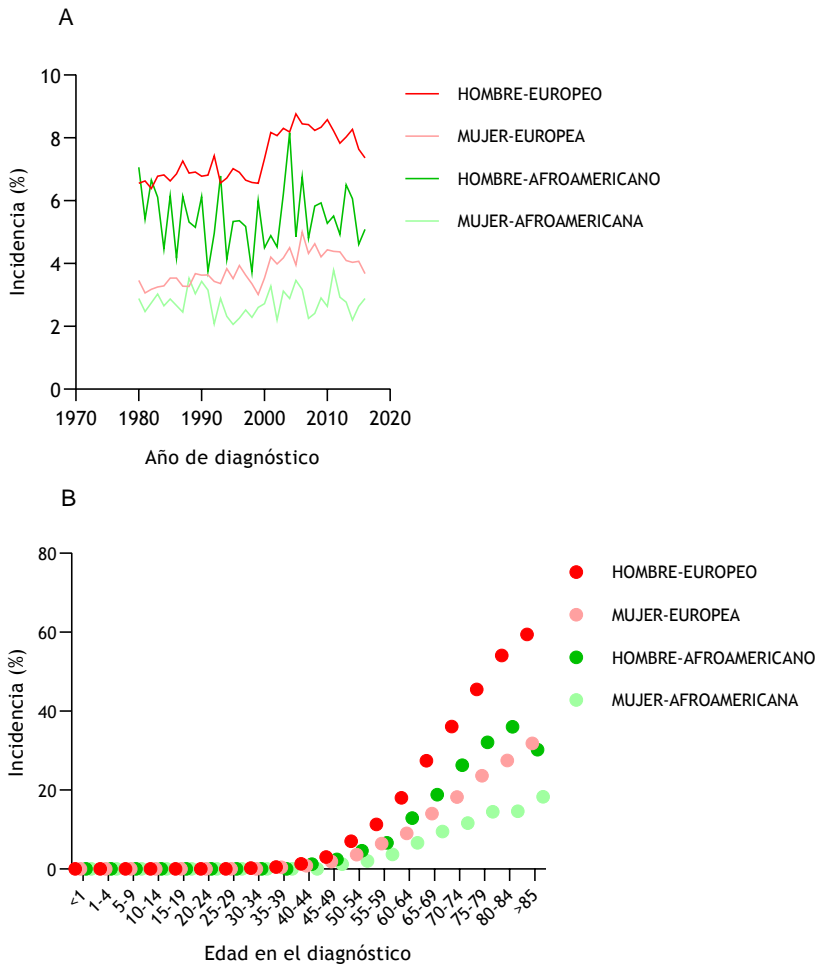 A
10
8
6
4
2
0
1970 1980 1990 2000 2010 2020
Incidencia (%)
Año de diagnóstico
HOMBRE-EUROPEO
MUJER-EUROPEA
HOMBRE-AFROAMERICANO
MUJER-AFROAMERICANA
B
80
60
40
20
0
<1 1-4 5-9 10-14 15-19 20-24 25-29 30-34 35-39 40-44 45-49 50-54 55-59 60-64 65-69 70-74 75-79 80-84 >85
Incidencia (%)
Edad en el diagnóstico
HOMBRE-EUROPEO
MUJER-EUROPEA
HOMBRE-AFROAMERICANO
MUJER-AFROAMERICANA